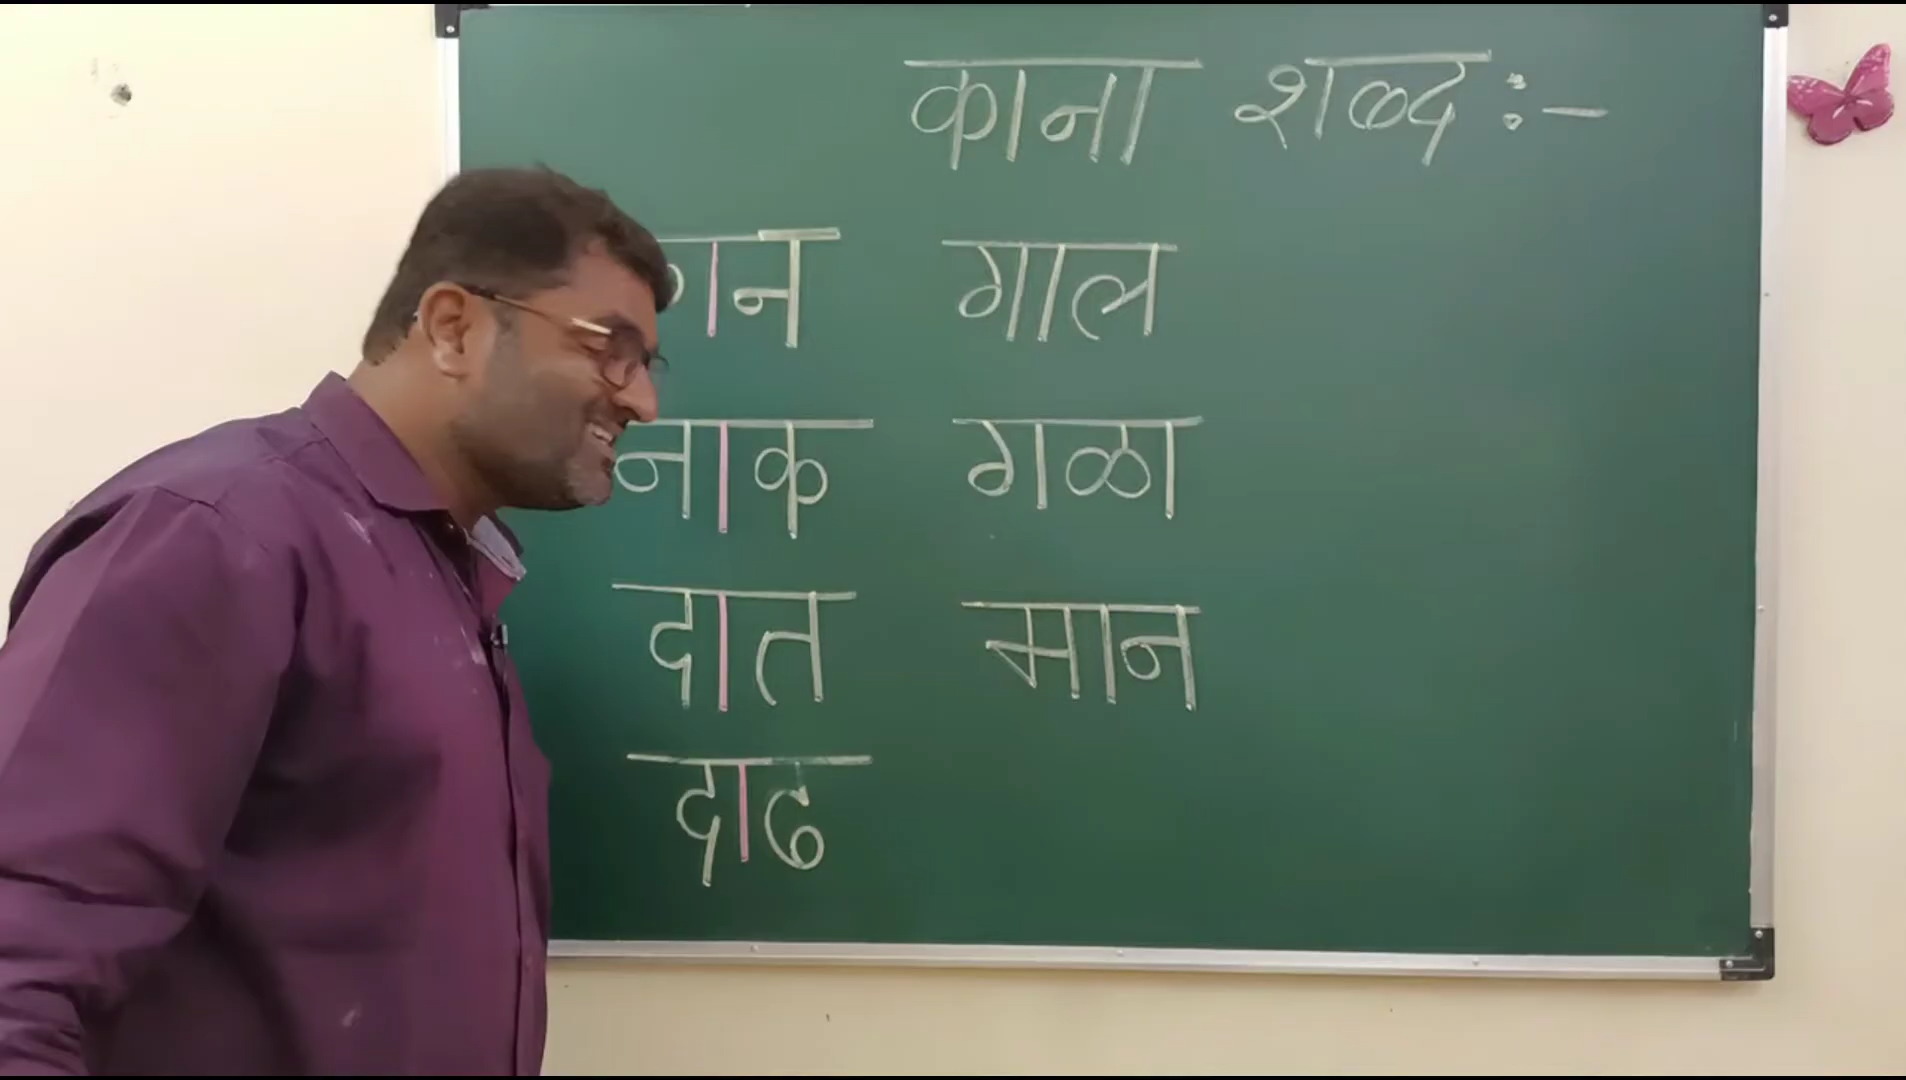 काना शब्द :-
गाल
नाक गळा
दात मान
दाढ